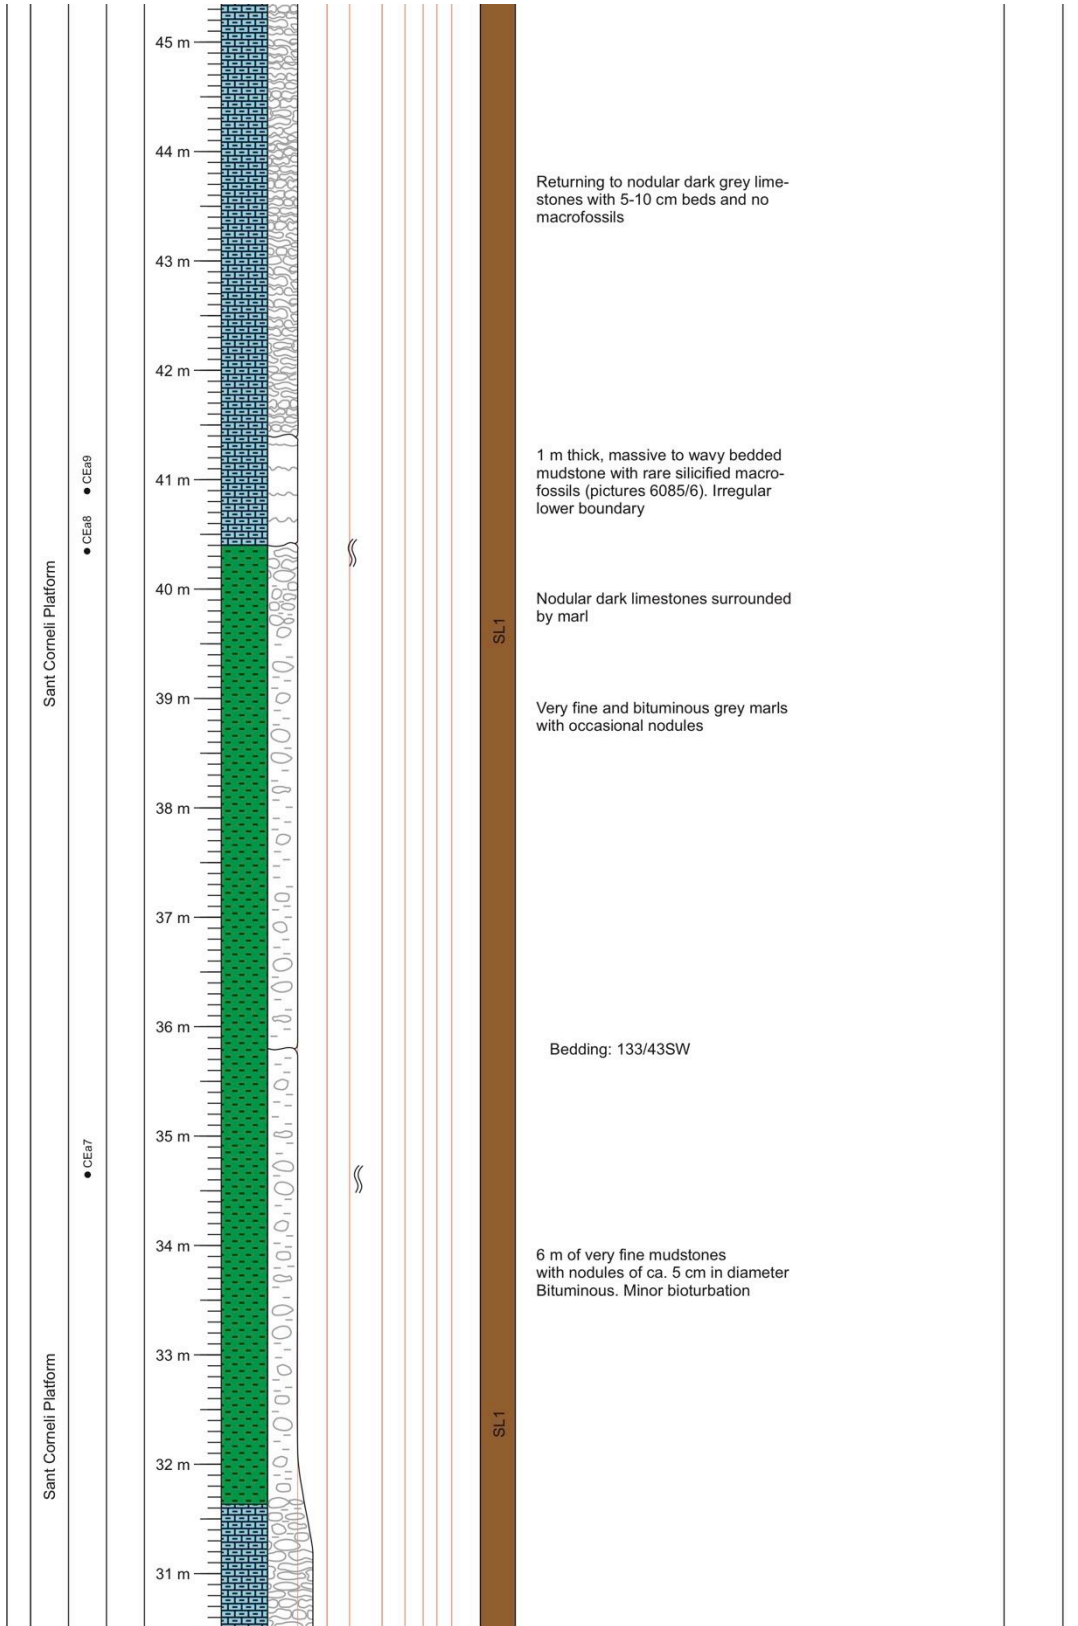 45 m
44 m
Returning to nodular dark grey lime-
stones with 5-10 cm beds and no
macrofossils
43 m
42 m
CEa9
41 m
1 m thick, massive to wavy bedded
mudstone with rare silicified macro-
fossils (pictures 6085/6). Irregular
lower boundary
CEa8
40 m
Sant Corneli Platform
SL1
Nodular dark limestones surrounded
by marl
39 m
Very fine and bituminous grey marls
with occasional nodules
38 m
37 m
36 m
Bedding: 133/43SW
35 m
CEa7
34 m
6 m of very fine mudstones
with nodules of ca. 5 cm in diameter
Bituminous. Minor bioturbation
33 m
Sant Corneli Platform
SL1
32 m
31 m